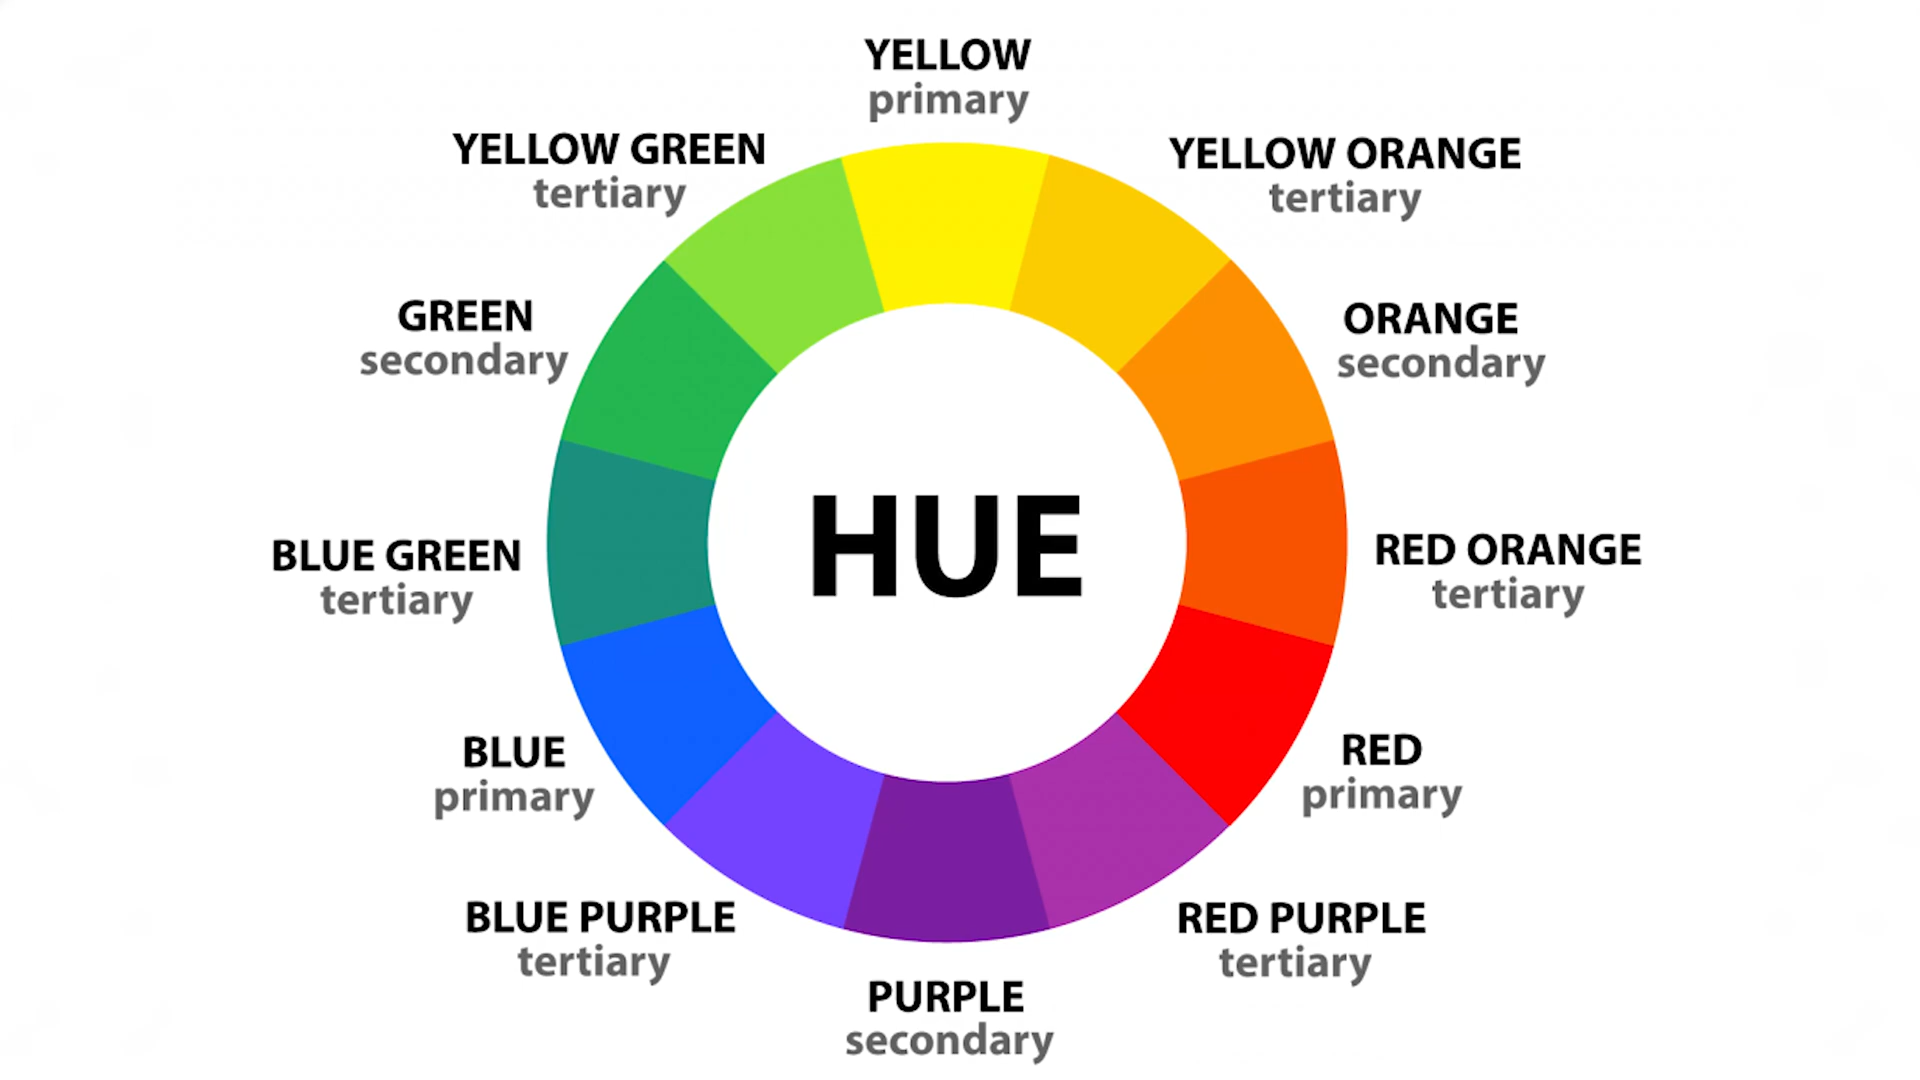 YELLOW
primary
YELLOW GREEN
tertiary
YELLOW ORANGE
tertiary
GREEN
secondary
ORANGE
secondary
HUE
BLUE GREEN
tertiary
RED ORANGE
tertiary
BLUE
primary
RED
primary
BLUE PURPLE
tertiary
RED PURPLE
tertiary
PURPLE
secondary